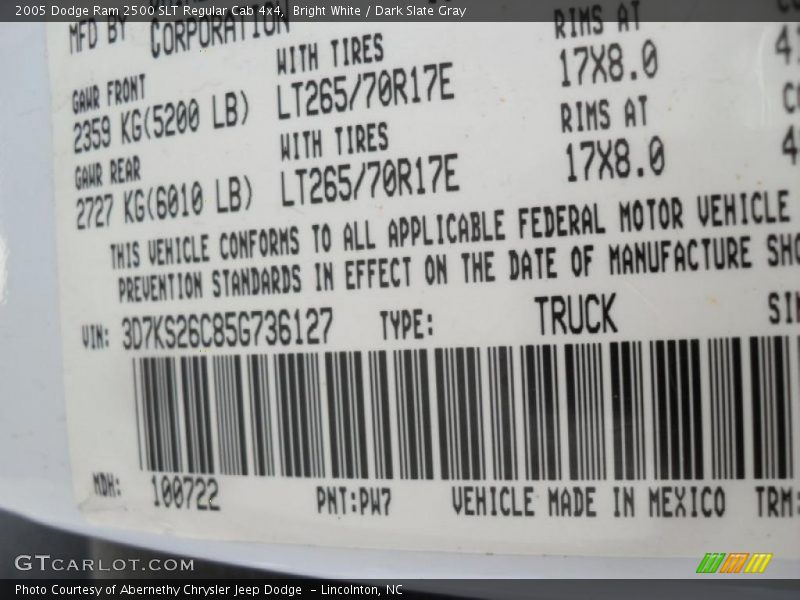 2005 Dodge Ram 2500 SLT Regular Cab 4x4, Bright White / Dark Slate Gray
MFD BY CORPORATION
GAWR FRONT WITH TIRES RIMS AT
2359 KG(5200 LB) LT265/70R17E 17X8.0
GAWR REAR WITH TIRES RIMS AT
2727 KG(6010 LB) LT265/70R17E 17X8.0
THIS VEHICLE CONFORMS TO ALL APPLICABLE FEDERAL MOTOR VEHICLE
PREVENTION STANDARDS IN EFFECT ON THE DATE OF MANUFACTURE SHO
VIN: 3D7KS26C85G736127 TYPE: TRUCK SIN
MDH: 100722 PNT:PW7 VEHICLE MADE IN MEXICO TRM:
GTCARLOT.COM
Photo Courtesy of Abernethy Chrysler Jeep Dodge - Lincolnton, NC